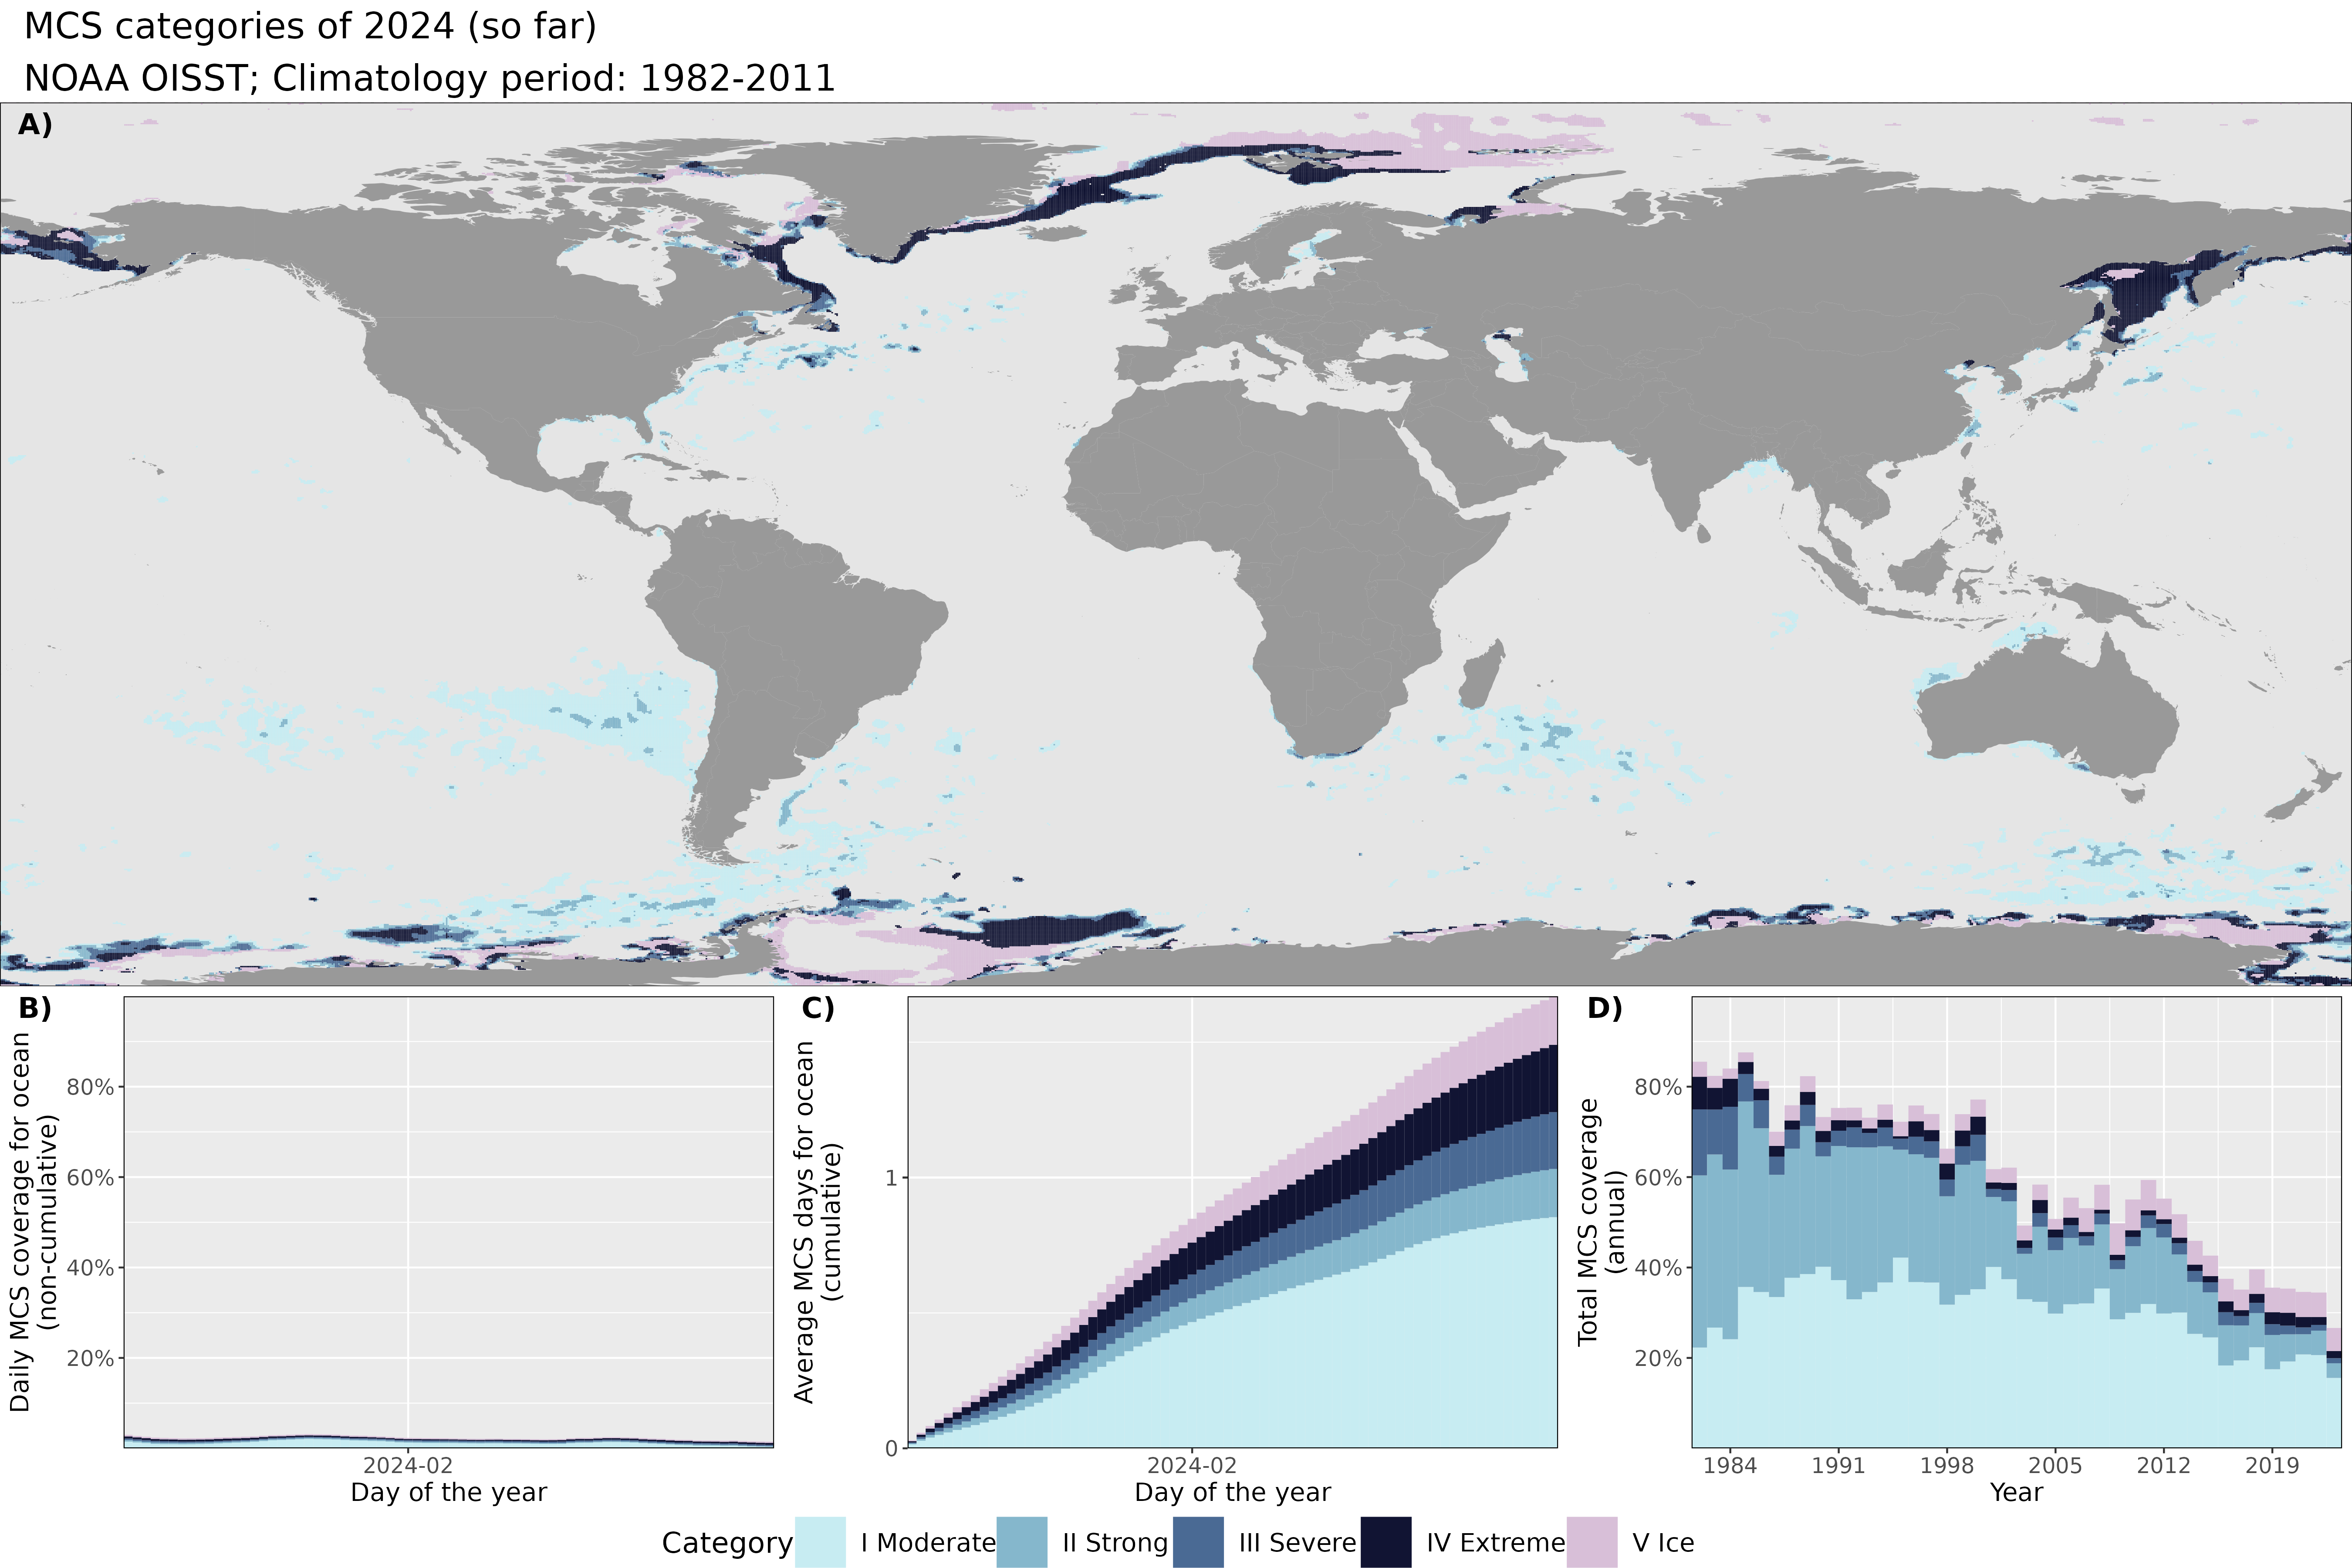 MCS categories of 2024 (so far)
NOAA OISST; Climatology period: 1982-2011
A)
B)
Daily MCS coverage for ocean
(non-cumulative)
80%
60%
40%
20%
2024-02
Day of the year
C)
Average MCS days for ocean
(cumulative)
1
0
2024-02
Day of the year
D)
Total MCS coverage
(annual)
80%
60%
40%
20%
1984 1991 1998 2005 2012 2019
Year
Category I Moderate II Strong III Severe IV Extreme V Ice